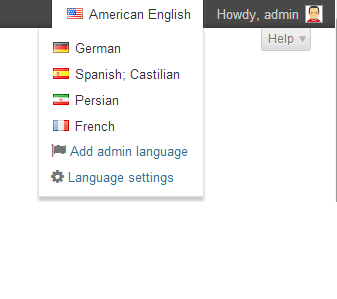 American English Howdy, admin
Help
German
Spanish; Castilian
Persian
French
Add admin language
Language settings